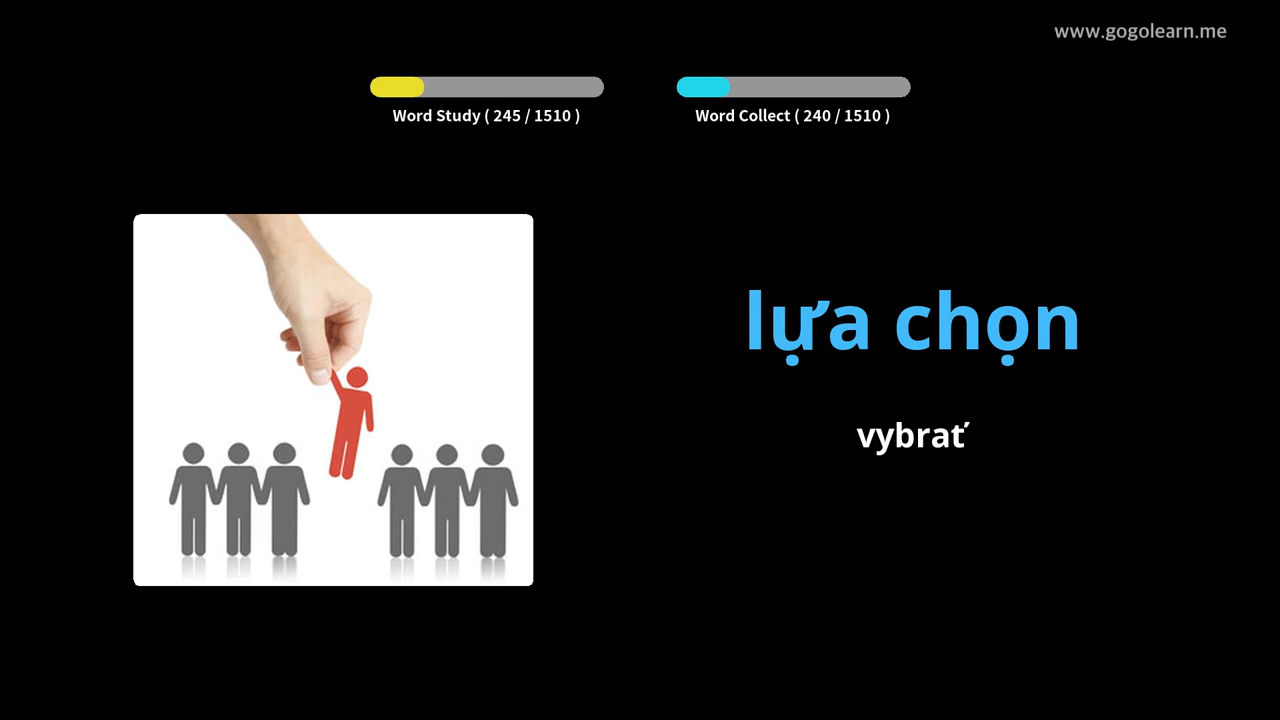 www.gogolearn.me
Word Study ( 245 / 1510 )
Word Collect ( 240 / 1510 )
lựa chọn
vybrať